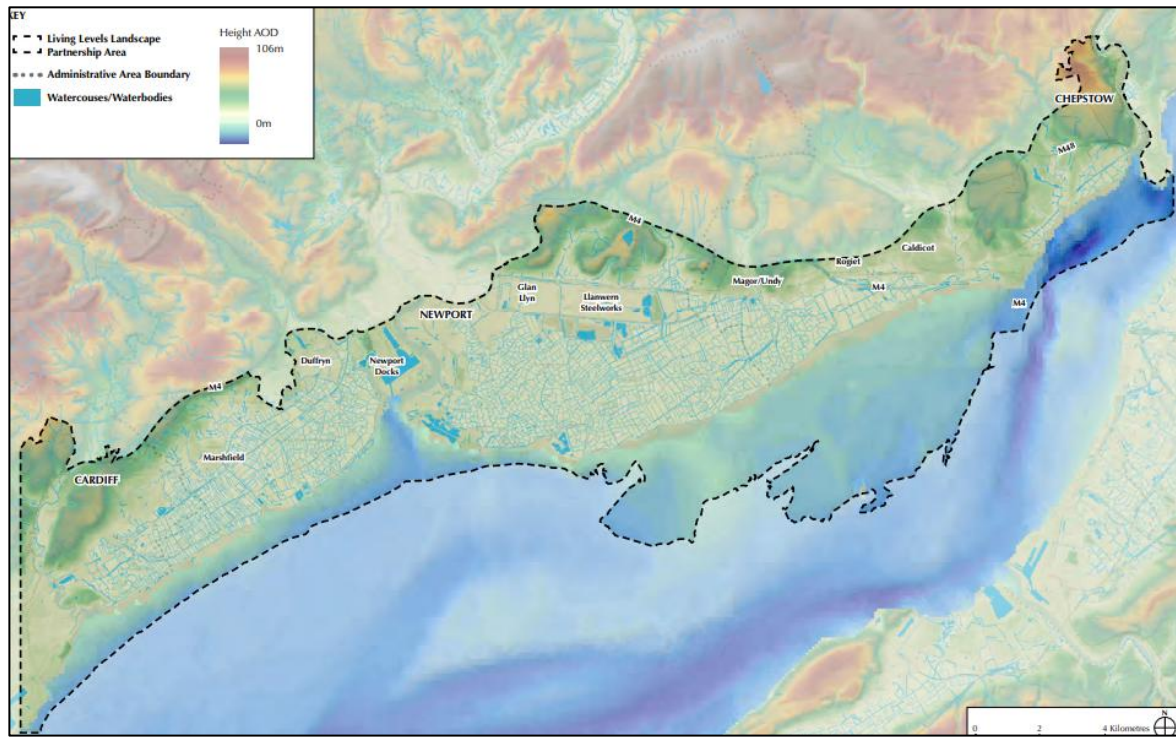 KEY
Living Levels Landscape
Partnership Area
Administrative Area Boundary
Watercouses/Waterbodies
Height AOD
106m
0m
CHEPSTOW
M48
M4
Caldicot
Rogiet
Magor/Undy
M4
M4
Glan
Llyn
Llanwern
Steelworks
NEWPORT
Duffryn
Newport
Docks
M4
Marshfield
CARDIFF
N
0 2 4 Kilometres